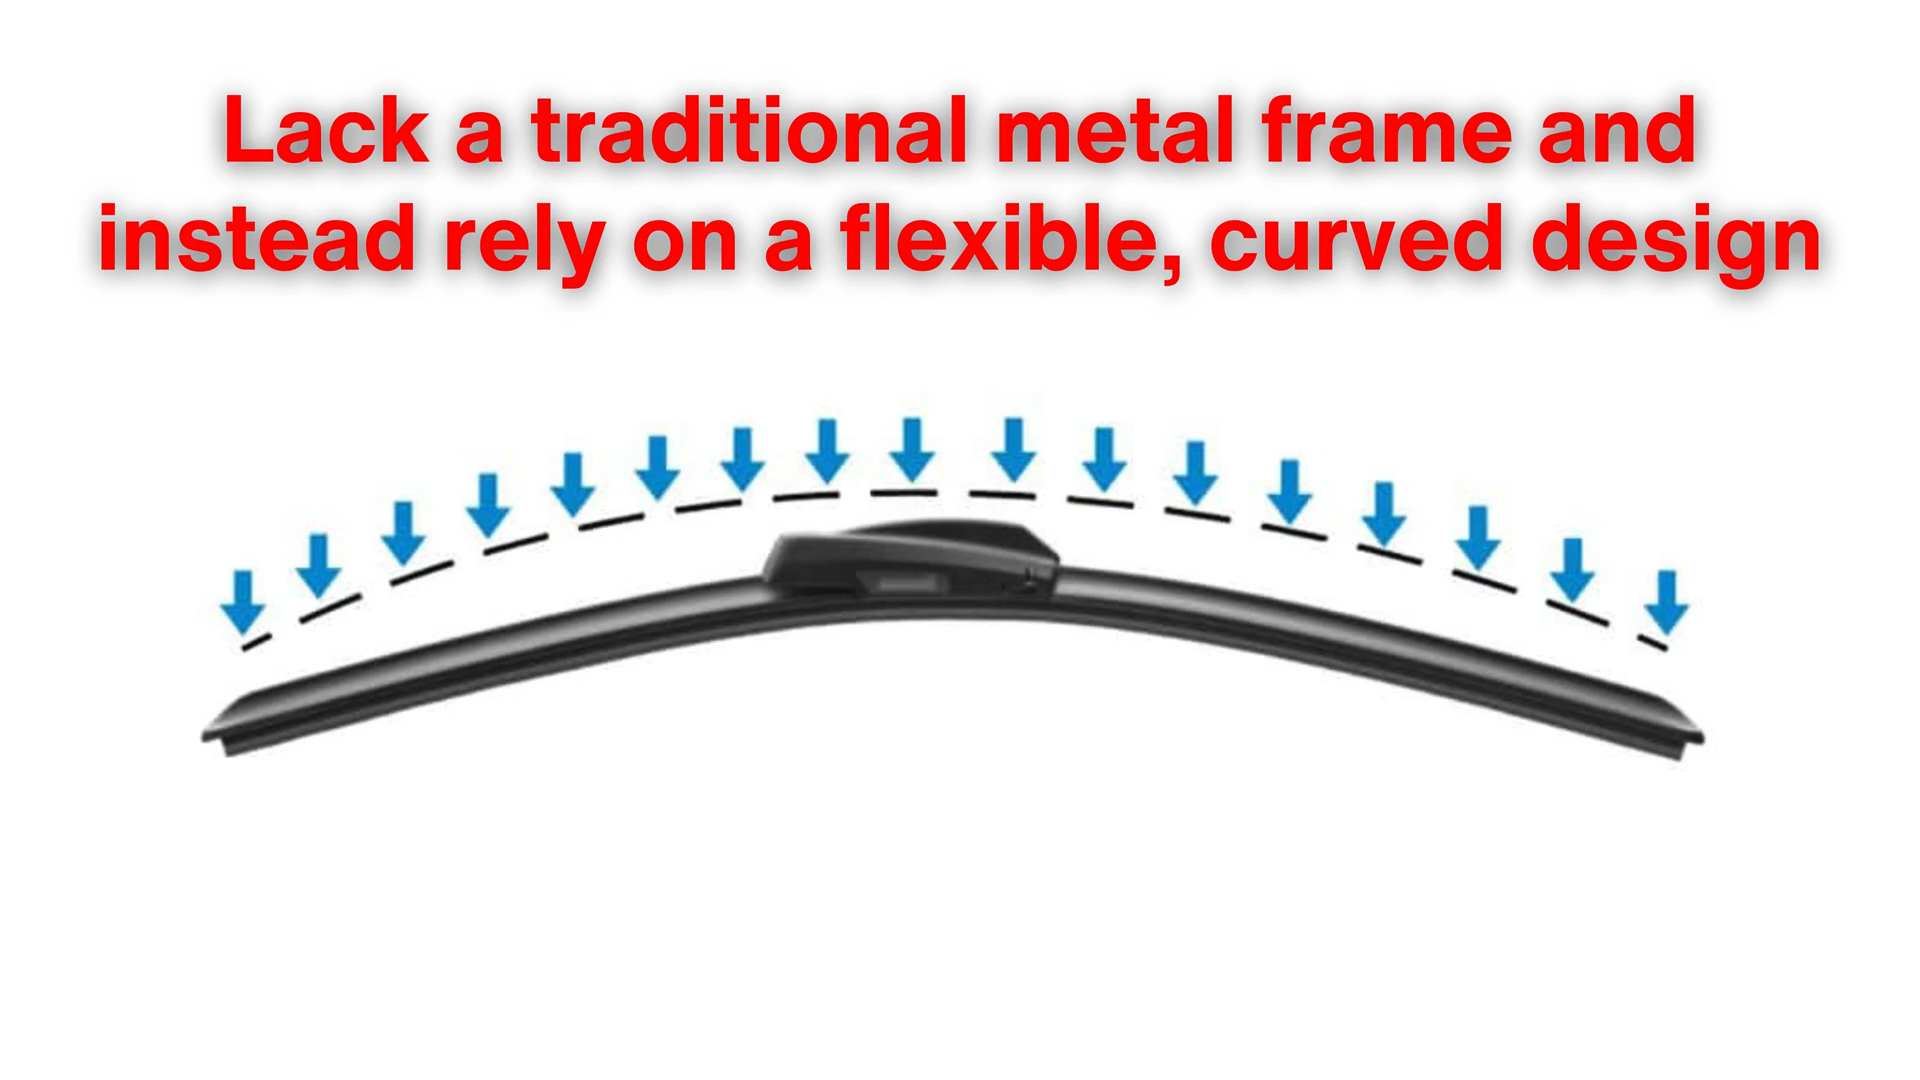 Lack a traditional metal frame and
instead rely on a flexible, curved design